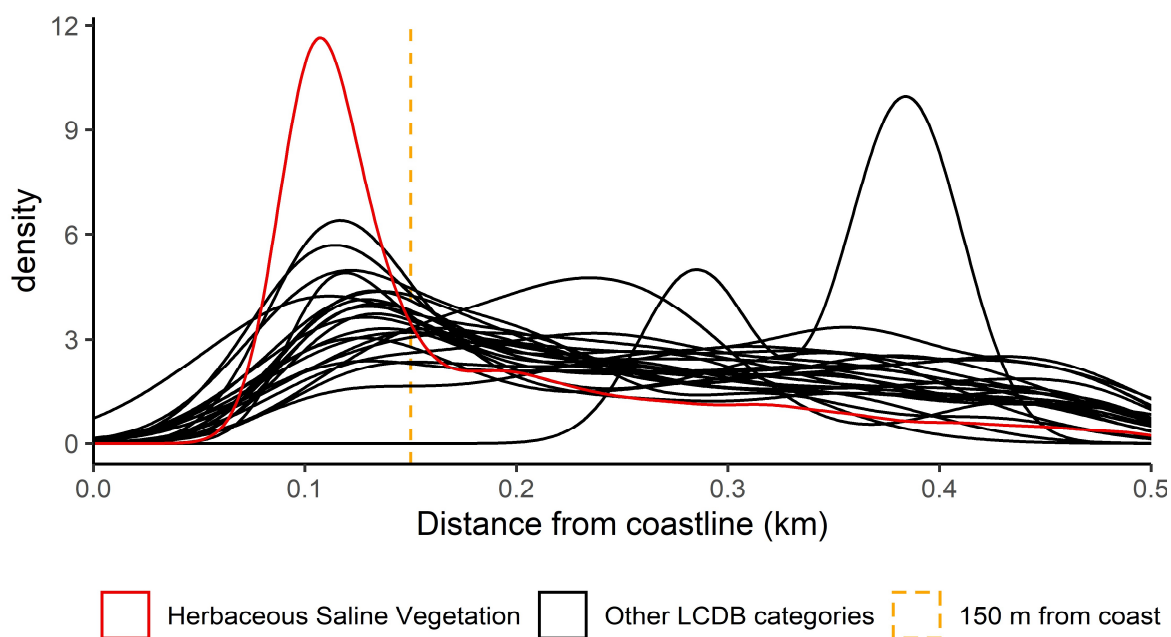 12
9
6
3
0
density
0.0 0.1 0.2 0.3 0.4 0.5
Distance from coastline (km)
Herbaceous Saline Vegetation Other LCDB categories 150 m from coast